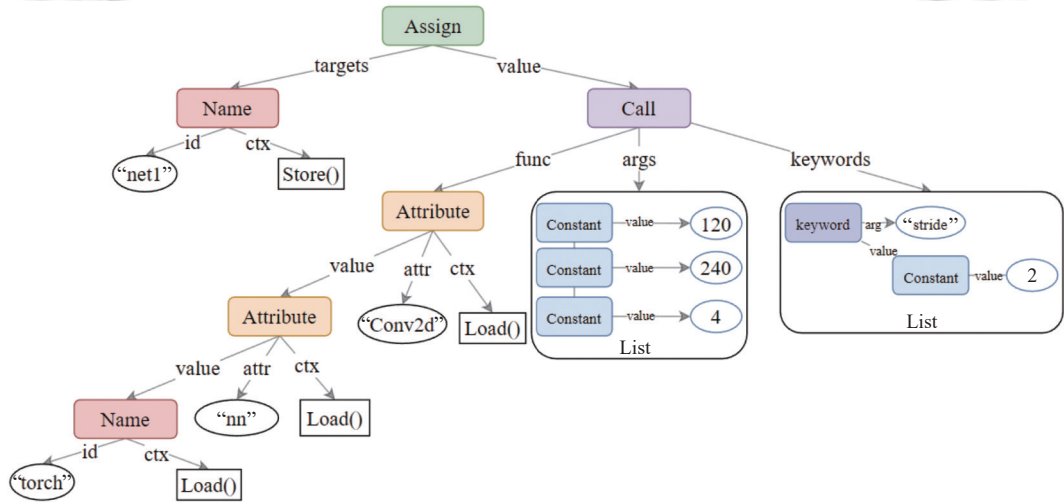 Assign
targets
value
Name
Call
id
ctx
func
args
keywords
“net1”
Store()
Attribute
Constant
value
120
keyword
arg
“stride”
value
Constant
value
240
Constant
value
2
value
attr
ctx
Attribute
“Conv2d”
Load()
Constant
value
4
List
List
value
attr
ctx
Name
“nn”
Load()
id
ctx
“torch”
Load()